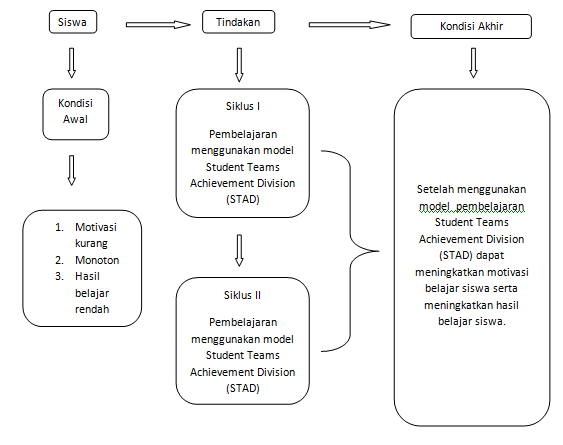 Siswa
Tindakan
Kondisi Akhir
Kondisi
Awal
1. Motivasi
kurang
2. Monoton
3. Hasil
belajar
rendah
Siklus I
Pembelajaran
menggunakan model
Student Teams
Achievement Division
(STAD)
Siklus II
Pembelajaran
menggunakan model
Student Teams
Achievement Division
(STAD)
Setelah menggunakan
model pembelajaran
Student Teams
Achievement Division
(STAD) dapat
meningkatkan motivasi
belajar siswa serta
meningkatkan hasil
belajar siswa.